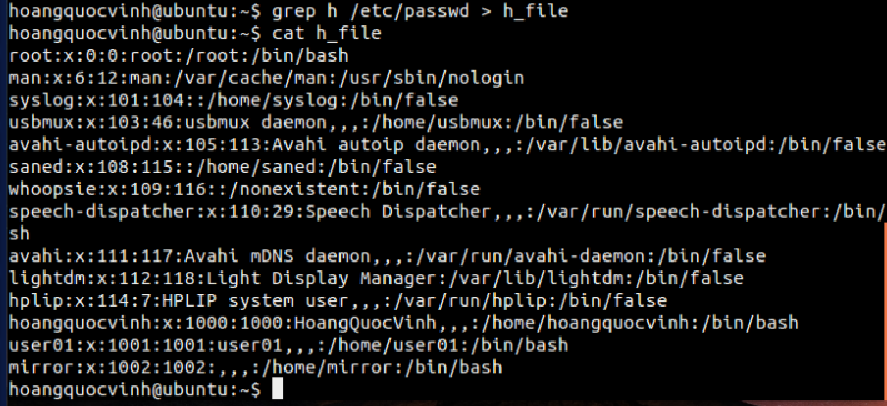 hoangquocvinh@ubuntu:~$ grep h /etc/passwd > h_file
hoangquocvinh@ubuntu:~$ cat h_file
root:x:0:0:root:/root:/bin/bash
man:x:6:12:man:/var/cache/man:/usr/sbin/nologin
syslog:x:101:104::/home/syslog:/bin/false
usbmux:x:103:46:usbmux daemon,,,:/home/usbmux:/bin/false
avahi-autoipd:x:105:113:Avahi autoip daemon,,,:/var/lib/avahi-autoipd:/bin/false
saned:x:108:115::/home/saned:/bin/false
whoopsie:x:109:116::/nonexistent:/bin/false
speech-dispatcher:x:110:29:Speech Dispatcher,,,:/var/run/speech-dispatcher:/bin/
sh
avahi:x:111:117:Avahi mDNS daemon,,,:/var/run/avahi-daemon:/bin/false
lightdm:x:112:118:Light Display Manager:/var/lib/lightdm:/bin/false
hplip:x:114:7:HPLIP system user,,,:/var/run/hplip:/bin/false
hoangquocvinh:x:1000:1000:HoangQuocVinh,,,:/home/hoangquocvinh:/bin/bash
user01:x:1001:1001:user01,,,:/home/user01:/bin/bash
mirror:x:1002:1002:,,,:/home/mirror:/bin/bash
hoangquocvinh@ubuntu:~$